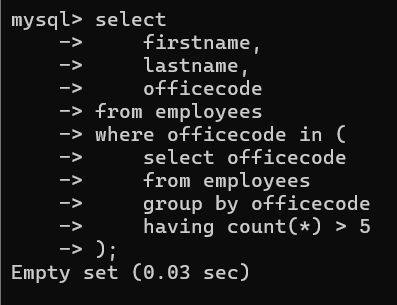 mysql> select
    ->     firstname,
    ->     lastname,
    ->     officecode
    -> from employees
    -> where officecode in (
    ->     select officecode
    ->     from employees
    ->     group by officecode
    ->     having count(*) > 5
    -> );
Empty set (0.03 sec)